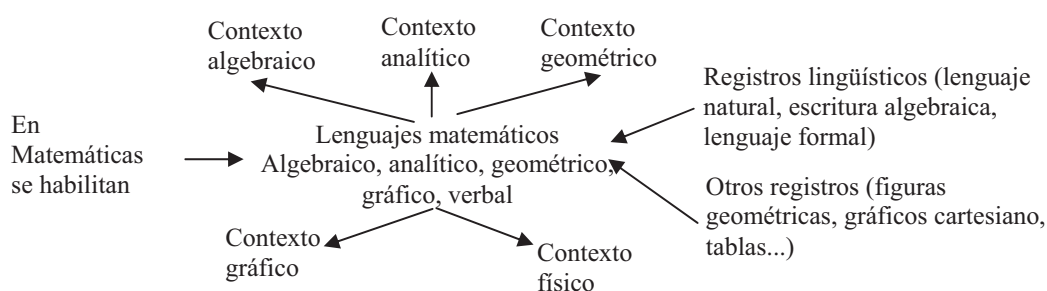 Contexto
algebraico
Contexto
analítico
Contexto
geométrico
En
Matemáticas
se habilitan
Lenguajes matemáticos
Algebraico, analítico, geométrico,
gráfico, verbal
Registros lingüísticos (lenguaje
natural, escritura algebraica,
lenguaje formal)
Otros registros (figuras
geométricas, gráficos cartesiano,
tablas...)
Contexto
gráfico
Contexto
físico